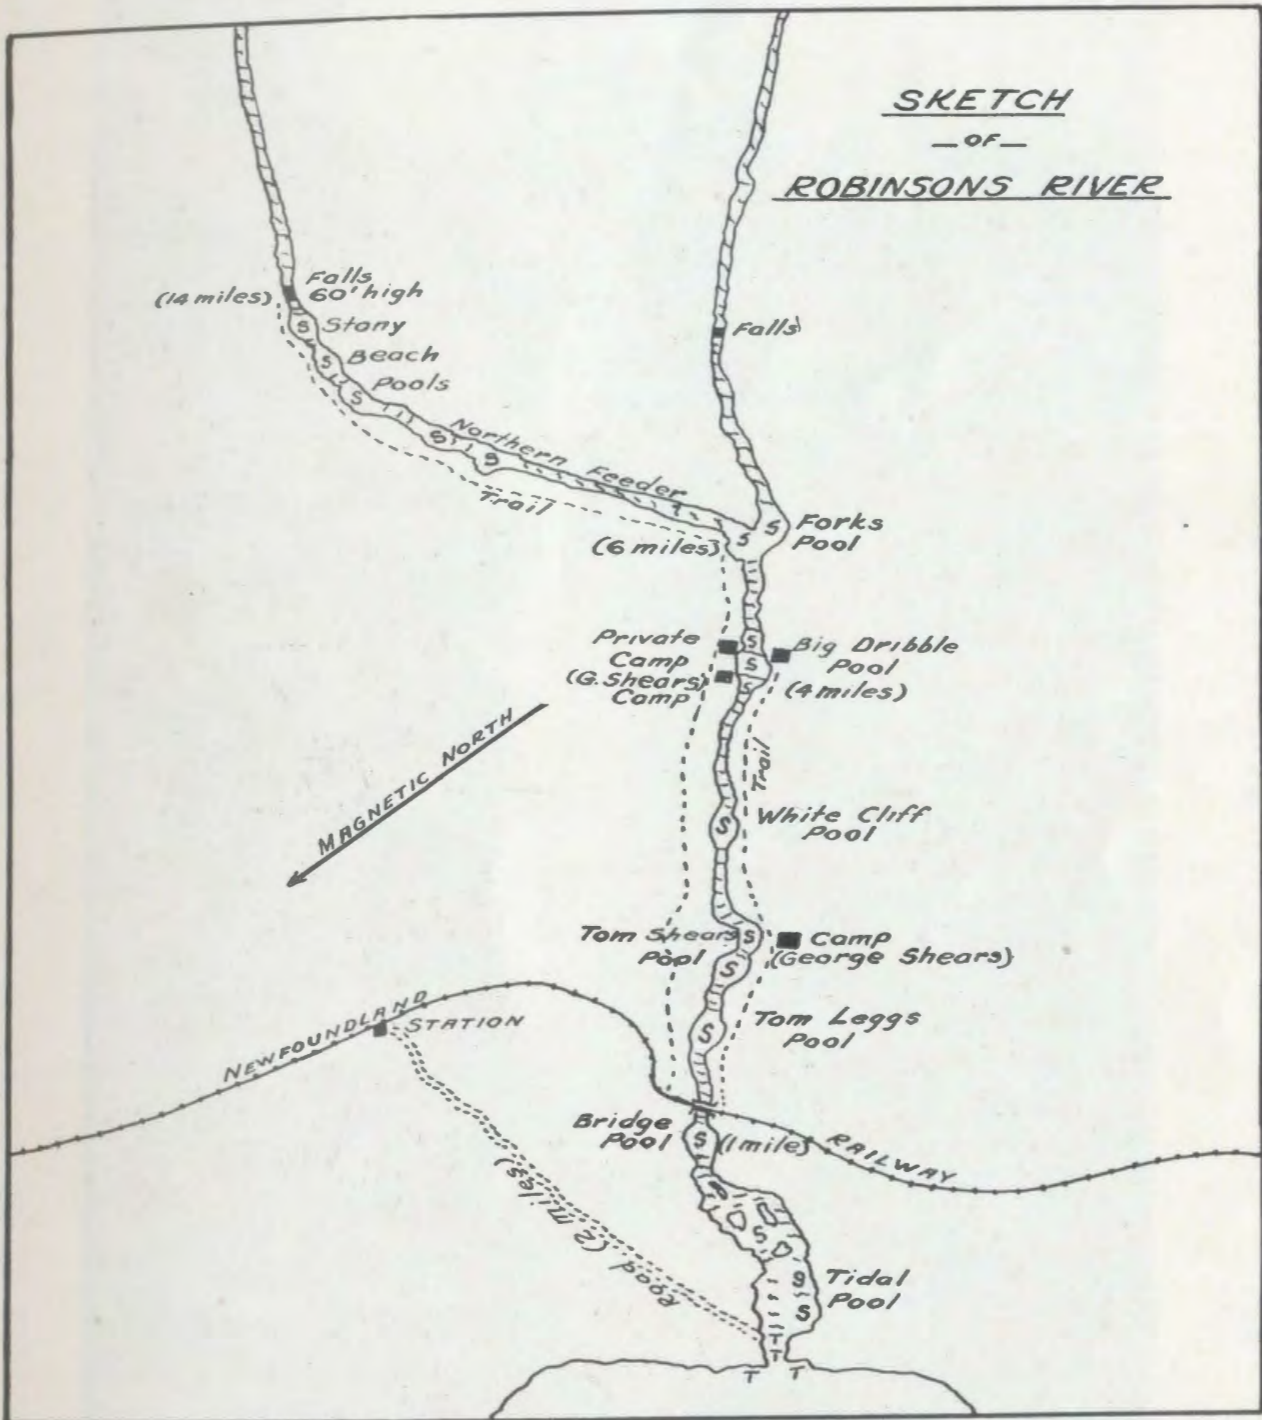 SKETCH
— OF —
ROBINSONS RIVER
Falls
60' high
(14 miles)
S Stony
S Beach
S Pools
Falls
S
S
Northern Feeder
Trail
S S
Forks
Pool
(6 miles)
Private
Camp
(G. Shears)
Camp
S
S
S
Big Dribble
Pool
(4 miles)
MAGNETIC NORTH
Trail
S
White Cliff
Pool
Tom Shears
Pool
S
S
Camp
(George Shears)
S
Tom Leggs
Pool
NEWFOUNDLAND
STATION
Bridge
Pool
S
(1 mile)
RAILWAY
Road (2 miles)
S
S
S
Tidal
Pool
T
T
T T